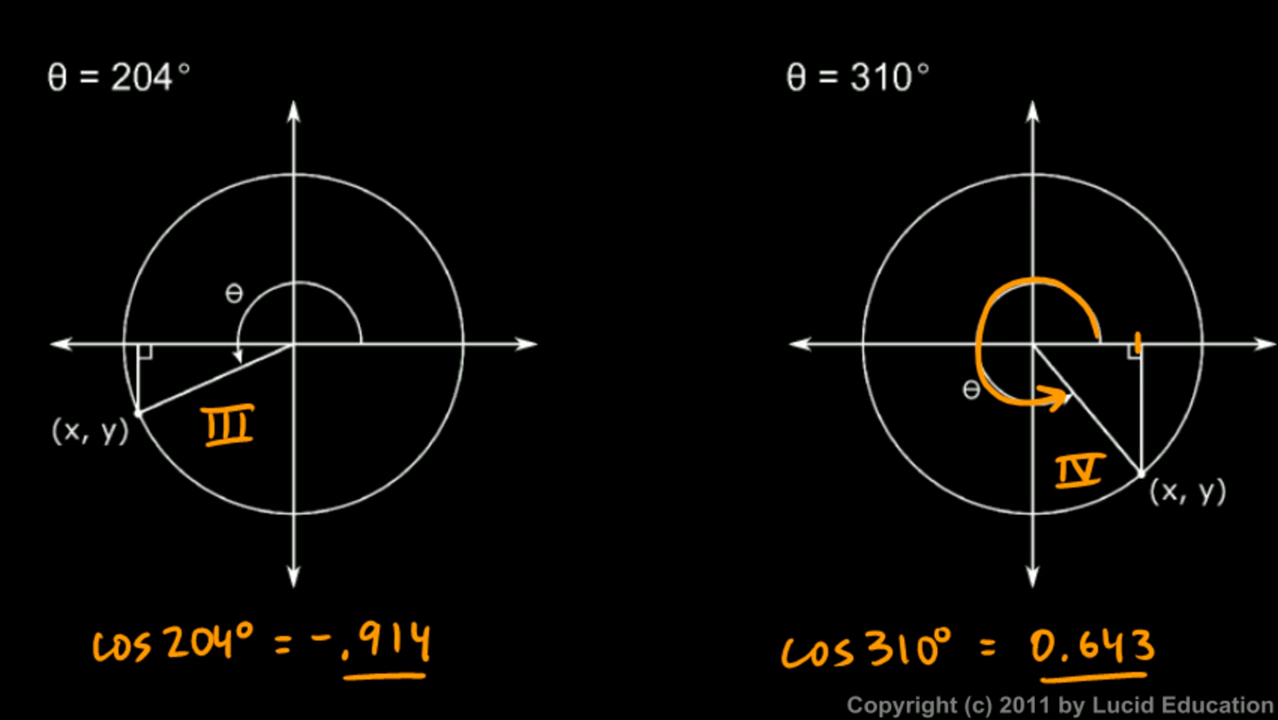 θ = 204°
θ = 310°
θ
(x, y)
III
θ
IV
(x, y)
cos 204° = -.914
cos 310° = 0.643
Copyright (c) 2011 by Lucid Education